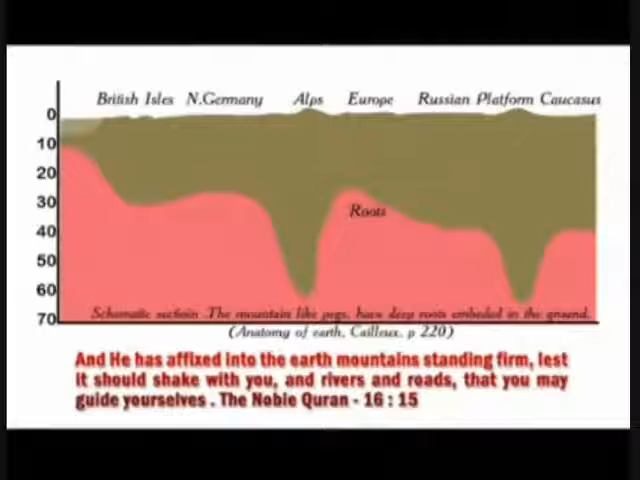 British Isles N.Germany Alps Europe Russian Platform Caucasus
0
10
20
30
40
50
60
70
Roots
Schematic section .The mountain like pegs, have deep roots embeded in the ground.
(Anatomy of earth, Cailleux, p 220)
And He has affixed into the earth mountains standing firm, lest
it should shake with you, and rivers and roads, that you may
guide yourselves . The Noble Quran - 16 : 15